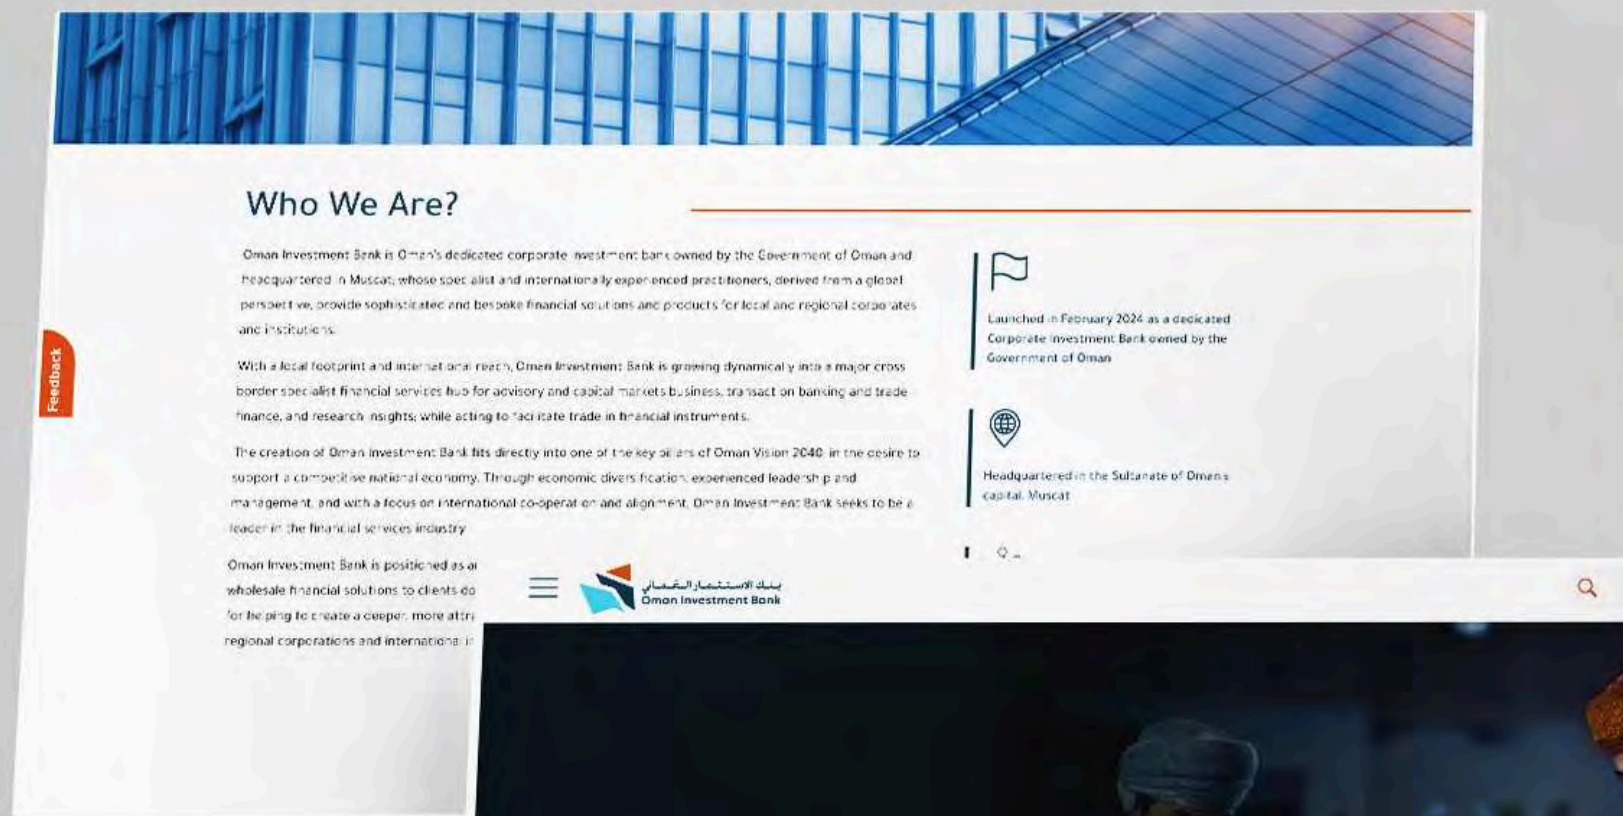 Who We Are?
Oman Investment Bank is Oman's dedicated corporate investment bank owned by the Government of Oman and
headquartered in Muscat, whose specialist and internationally experienced practitioners, derived from a global
perspective, provide sophisticated and bespoke financial solutions and products for local and regional corporates
and institutions.
With a local footprint and international reach, Oman Investment Bank is growing dynamically into a major cross
border specialist financial services hub for advisory and capital markets business, transaction banking and trade
finance, and research insights; while acting to facilitate trade in financial instruments.
The creation of Oman Investment Bank fits directly into one of the key pillars of Oman Vision 2040 in the desire to
support a competitive national economy. Through economic diversification, experienced leadership and
management, and with a focus on international co-operation and alignment, Oman Investment Bank seeks to be a
leader in the financial services industry
Oman Investment Bank is positioned as
wholesale financial solutions to clients
for helping to create a deeper, more
regional corporations and international
Launched in February 2024 as a dedicated
Corporate Investment Bank owned by the
Government of Oman
Headquartered in the Sultanate of Oman's
capital, Muscat
Feedback
بنك الاستثمار العماني
Oman Investment Bank